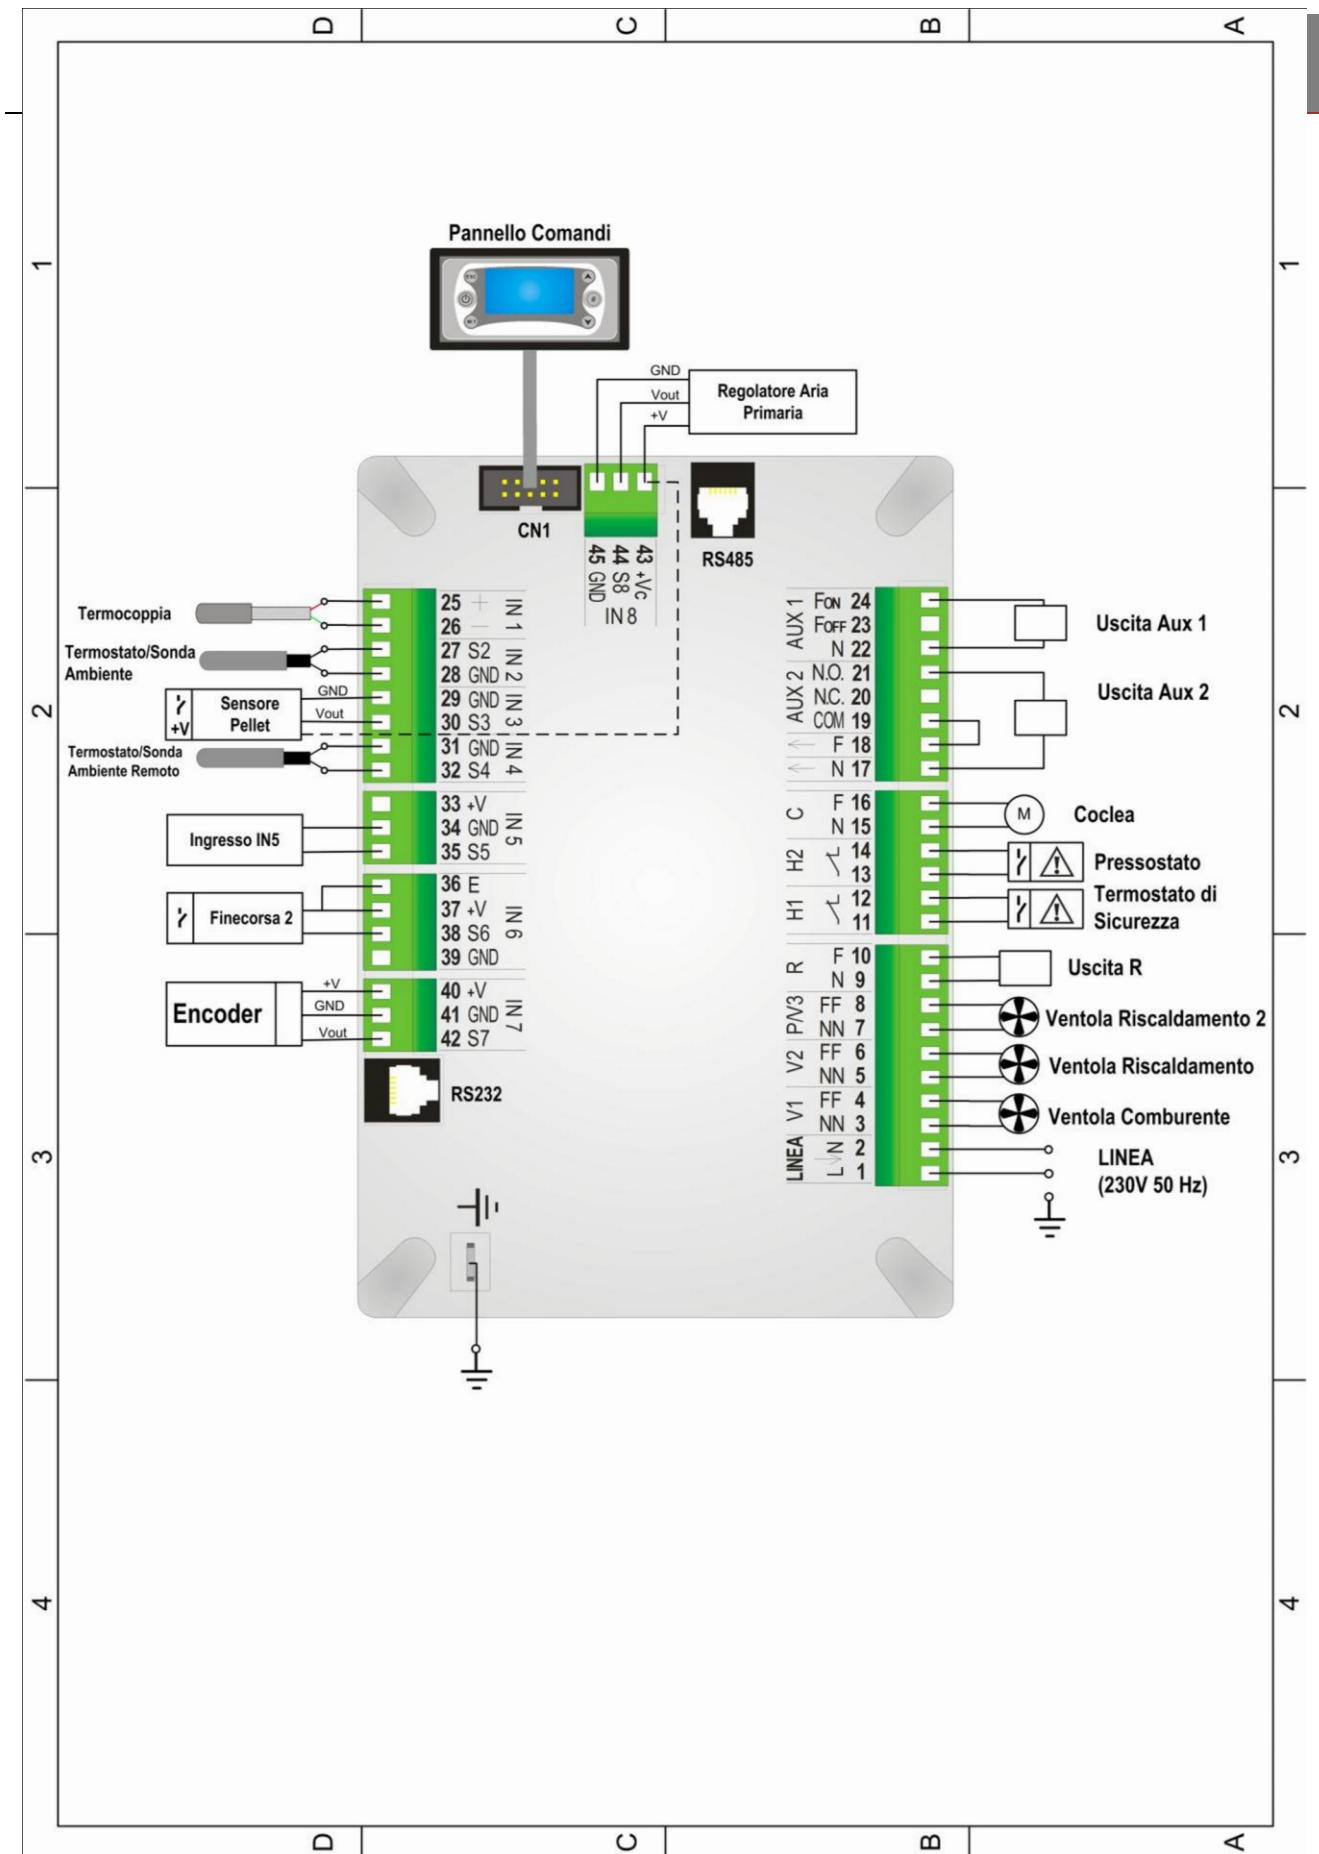 D
C
B
A
1
1
Pannello Comandi
ESC
SET
GND
Vout
+V
Regolatore Aria
Primaria
CN1
RS485
45 GND
44 S8
43 +Vc
IN 8
Termocoppia
25 +
26 −
IN 1
Termostato/Sonda
Ambiente
27 S2
28 GND
IN 2
Sensore
Pellet
+V
GND
Vout
29 GND
30 S3
IN 3
Termostato/Sonda
Ambiente Remoto
31 GND
32 S4
IN 4
Ingresso IN5
33 +V
34 GND
35 S5
IN 5
Finecorsa 2
36 E
37 +V
38 S6
39 GND
IN 6
Encoder
+V
GND
Vout
40 +V
41 GND
42 S7
IN 7
RS232
AUX 1
FON 24
FOFF 23
N 22
Uscita Aux 1
AUX 2
N.O. 21
N.C. 20
COM 19
F 18
N 17
Uscita Aux 2
2
2
C
F 16
N 15
M
Coclea
H2
14
13
Pressostato
H1
12
11
Termostato di
Sicurezza
R
F 10
N 9
Uscita R
P/V3
FF 8
NN 7
Ventola Riscaldamento 2
V2
FF 6
NN 5
Ventola Riscaldamento
V1
FF 4
NN 3
Ventola Comburente
LINEA
N 2
L 1
LINEA
(230V 50 Hz)
3
3
4
4
D
C
B
A